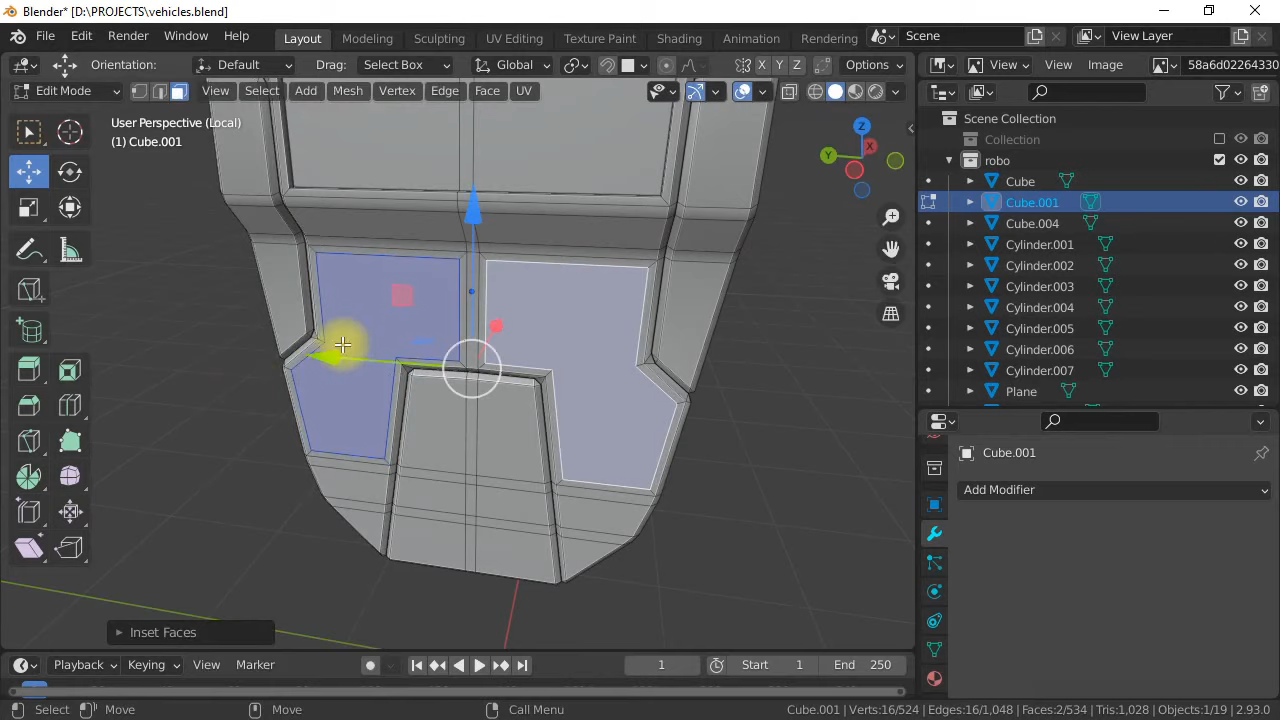 Blender* [D:\PROJECTS\vehicles.blend]
File Edit Render Window Help Layout Modeling Sculpting UV Editing Texture Paint Shading Animation Rendering Scene View Layer
Orientation: Default Drag: Select Box Global X Y Z Options View View Image 58a6d02264330
Edit Mode View Select Add Mesh Vertex Edge Face UV
User Perspective (Local)
(1) Cube.001
Z
Y X
Scene Collection
Collection
robo
Cube
Cube.001
Cube.004
Cylinder.001
Cylinder.002
Cylinder.003
Cylinder.004
Cylinder.005
Cylinder.006
Cylinder.007
Plane
Cube.001
Add Modifier
Inset Faces
Playback Keying View Marker 1 Start 1 End 250
Select Move Move Call Menu Cube.001 | Verts:16/524 | Edges:16/1,048 | Faces:2/534 | Tris:1,028 | Objects:1/19 | 2.93.0